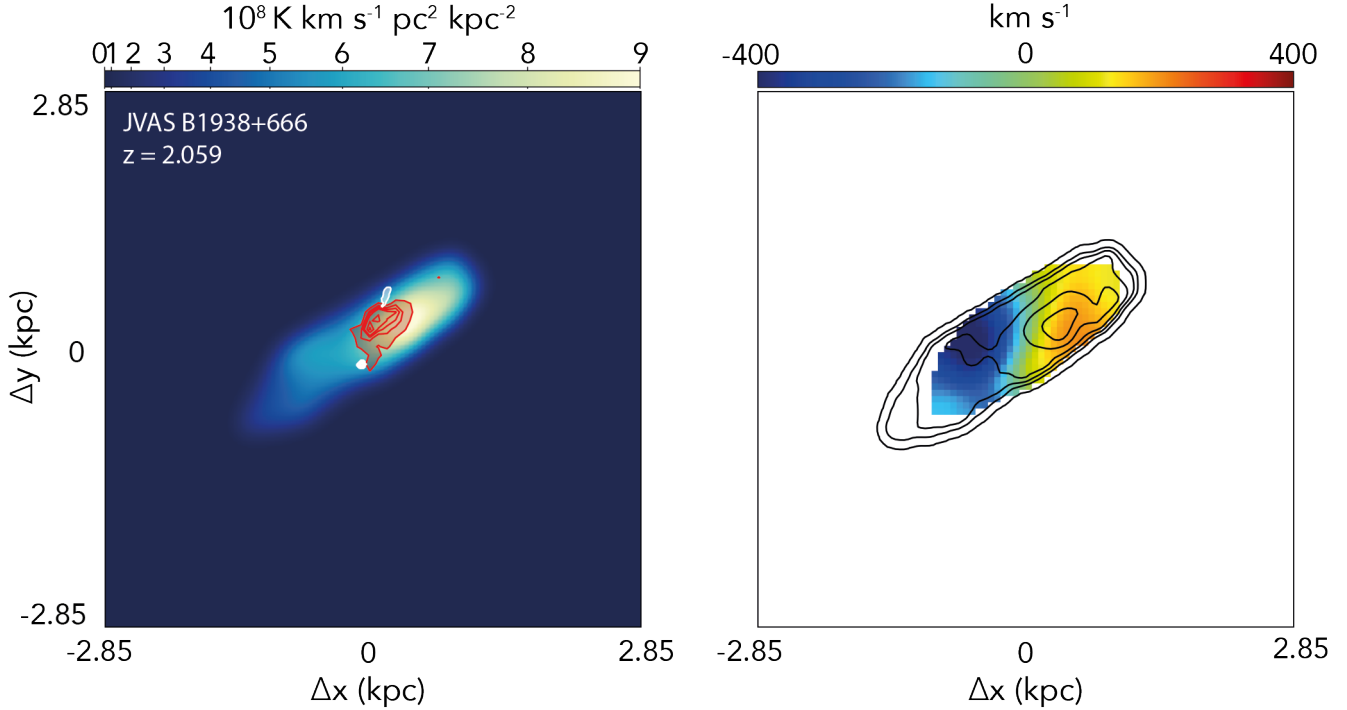 10⁸ K km s⁻¹ pc² kpc⁻²
0 1 2 3 4 5 6 7 8 9
JVAS B1938+666
z = 2.059
2.85
0
-2.85
Δy (kpc)
-2.85 0 2.85
Δx (kpc)
km s⁻¹
-400 0 400
-2.85 0 2.85
Δx (kpc)